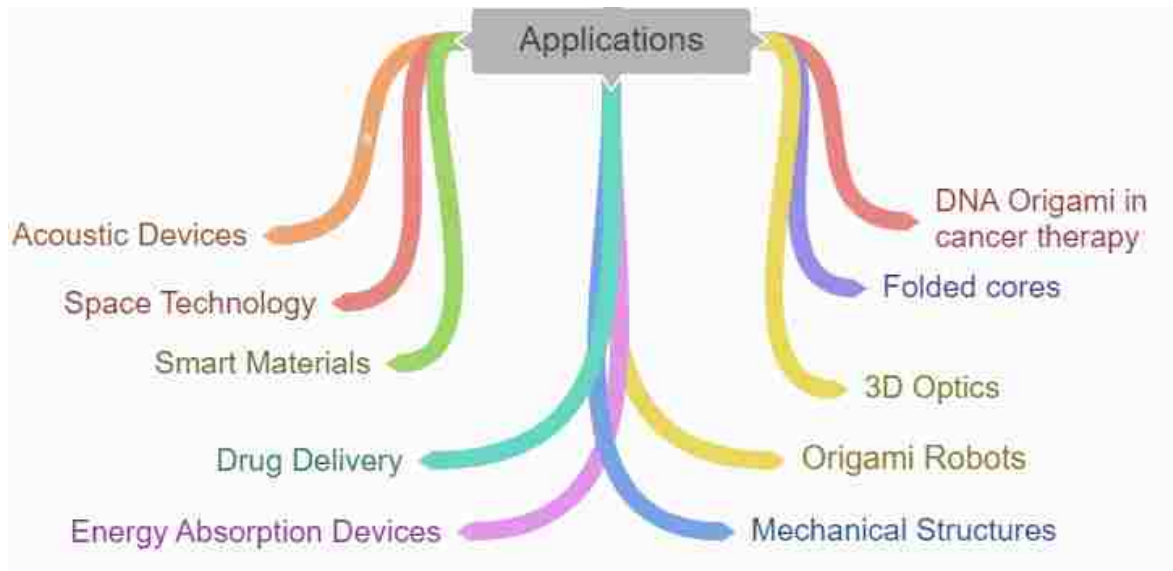 Applications
Acoustic Devices
Space Technology
Smart Materials
Drug Delivery
Energy Absorption Devices
DNA Origami in
cancer therapy
Folded cores
3D Optics
Origami Robots
Mechanical Structures